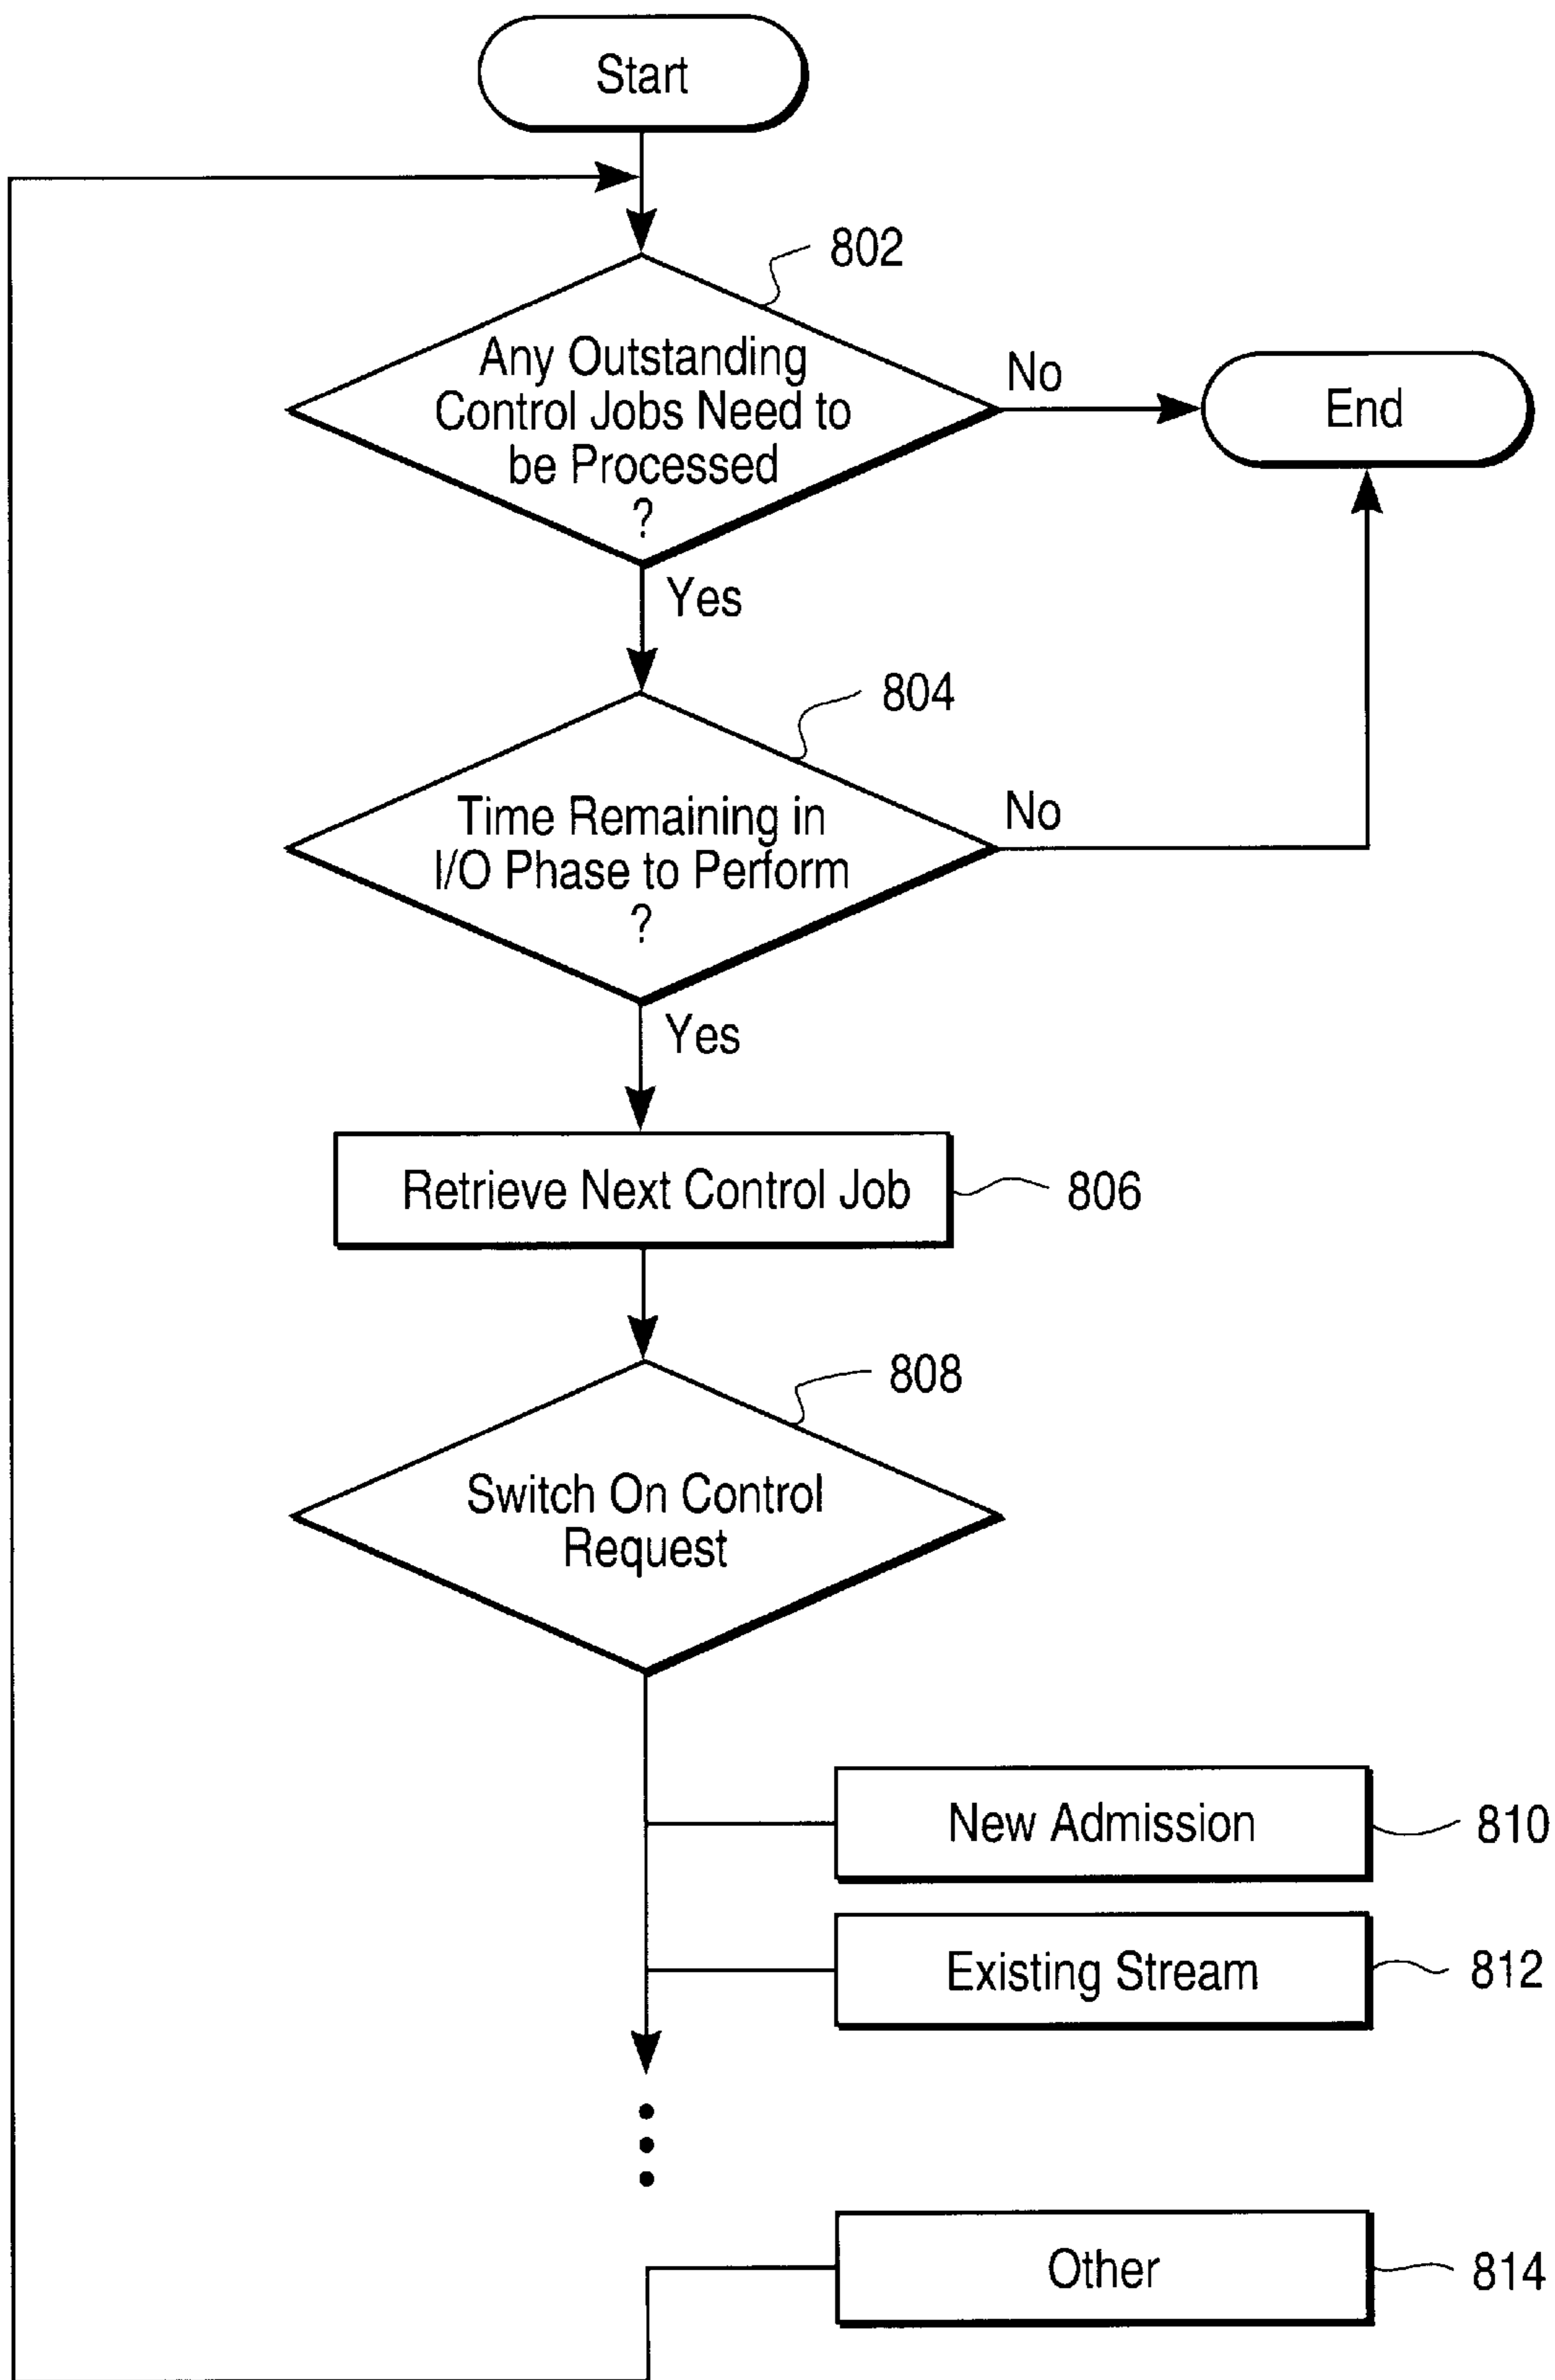 Start
802
Any Outstanding
Control Jobs Need to
be Processed
?
No
End
Yes
804
Time Remaining in
I/O Phase to Perform
?
No
Yes
Retrieve Next Control Job
806
808
Switch On Control
Request
New Admission
810
Existing Stream
812
Other
814